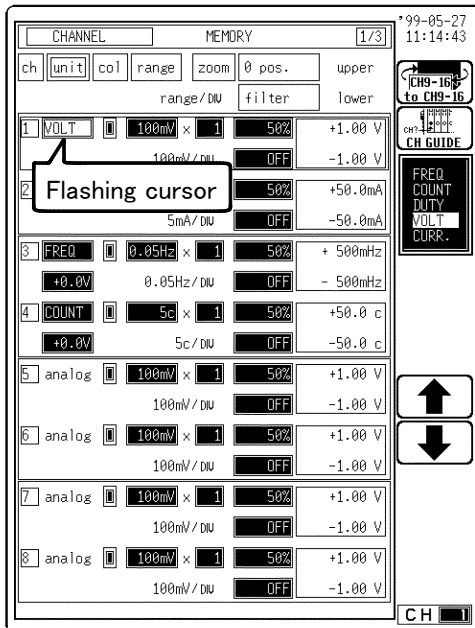 '99-05-27
11:14:43
CHANNEL MEMORY 1/3
ch unit col range zoom 0 pos. upper
range/DIV filter lower
1 VOLT 100mV × 1 50% +1.00 V
100mV/DIV OFF -1.00 V
Flashing cursor
2 50% +50.0mA
5mA/DIV OFF -50.0mA
3 FREQ 0.05Hz × 1 50% + 500mHz
+0.0V 0.05Hz/DIV OFF - 500mHz
4 COUNT 5c × 1 50% +50.0 c
+0.0V 5c/DIV OFF -50.0 c
5 analog 100mV × 1 50% +1.00 V
100mV/DIV OFF -1.00 V
6 analog 100mV × 1 50% +1.00 V
100mV/DIV OFF -1.00 V
7 analog 100mV × 1 50% +1.00 V
100mV/DIV OFF -1.00 V
8 analog 100mV × 1 50% +1.00 V
100mV/DIV OFF -1.00 V
CH9-16
to CH9-16
CH?
CH GUIDE
FREQ
COUNT
DUTY
VOLT
CURR.
CH 1